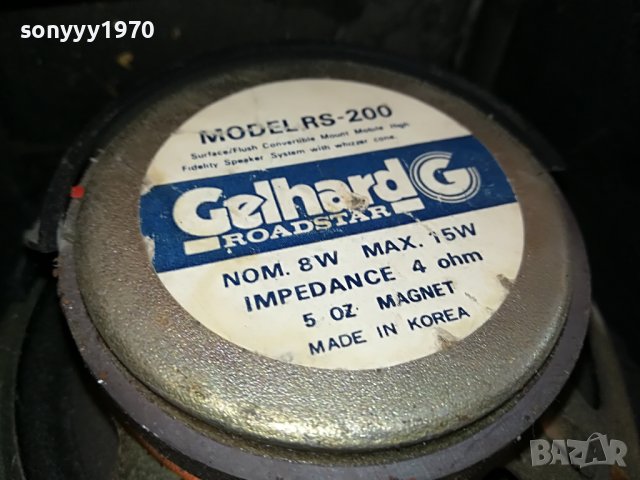 sonyyy1970
MODEL RS-200
Surface/Flush Convertible Mount Mobile High
Fidelity Speaker System with whizzer cone.
Gelhard G
ROADSTAR
NOM. 8W MAX. 15W
IMPEDANCE 4 ohm
5 OZ MAGNET
MADE IN KOREA
BAZAR